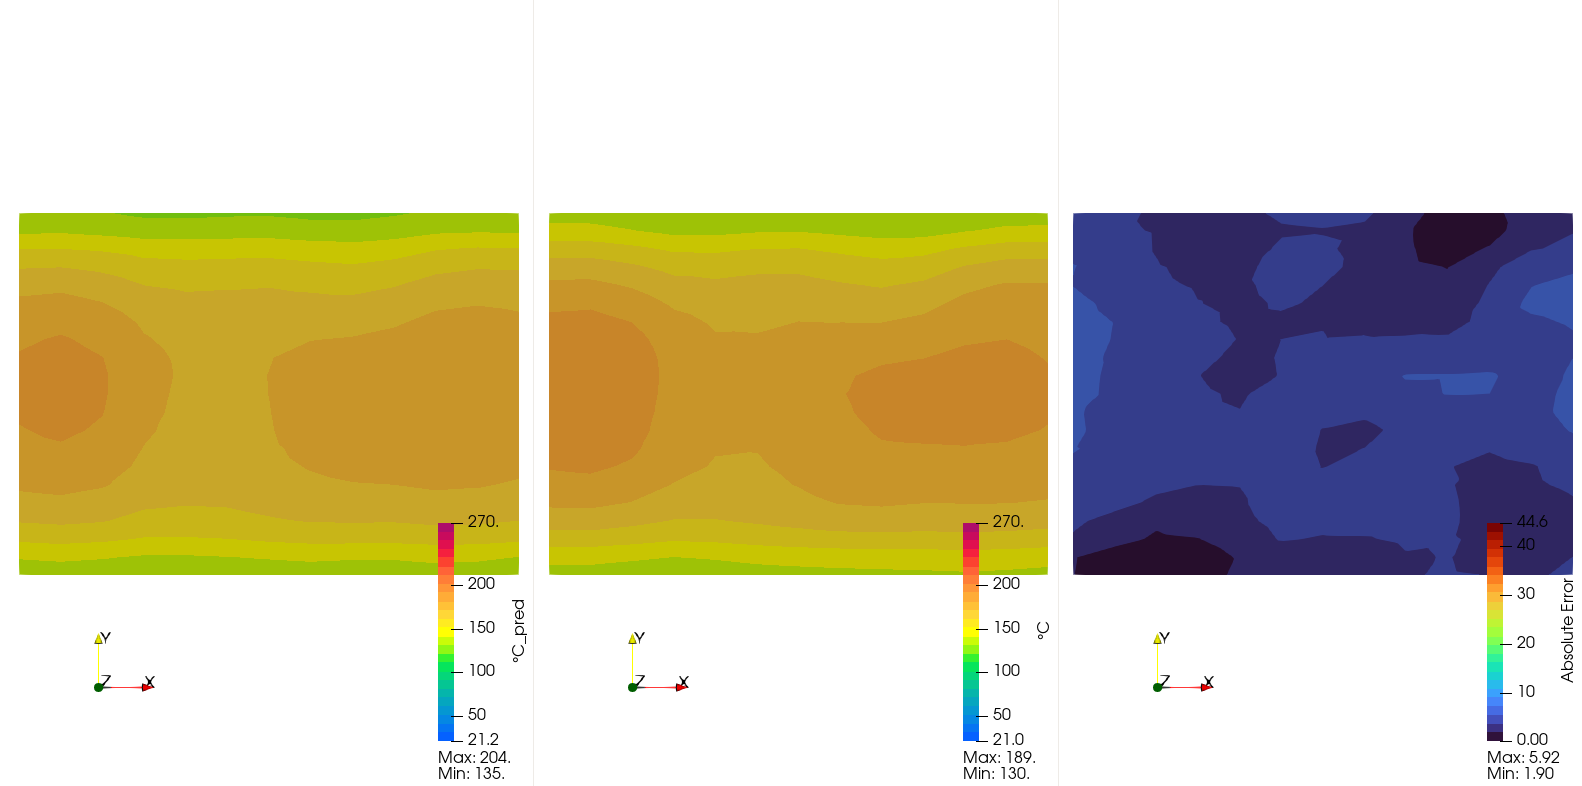 270.
200
150
100
50
21.2
°C_pred
Max: 204.
Min: 135.
Y
Z
X
270.
200
150
100
50
21.0
°C
Max: 189.
Min: 130.
Y
Z
X
44.6
40
30
20
10
0.00
Absolute Error
Max: 5.92
Min: 1.90
Y
Z
X